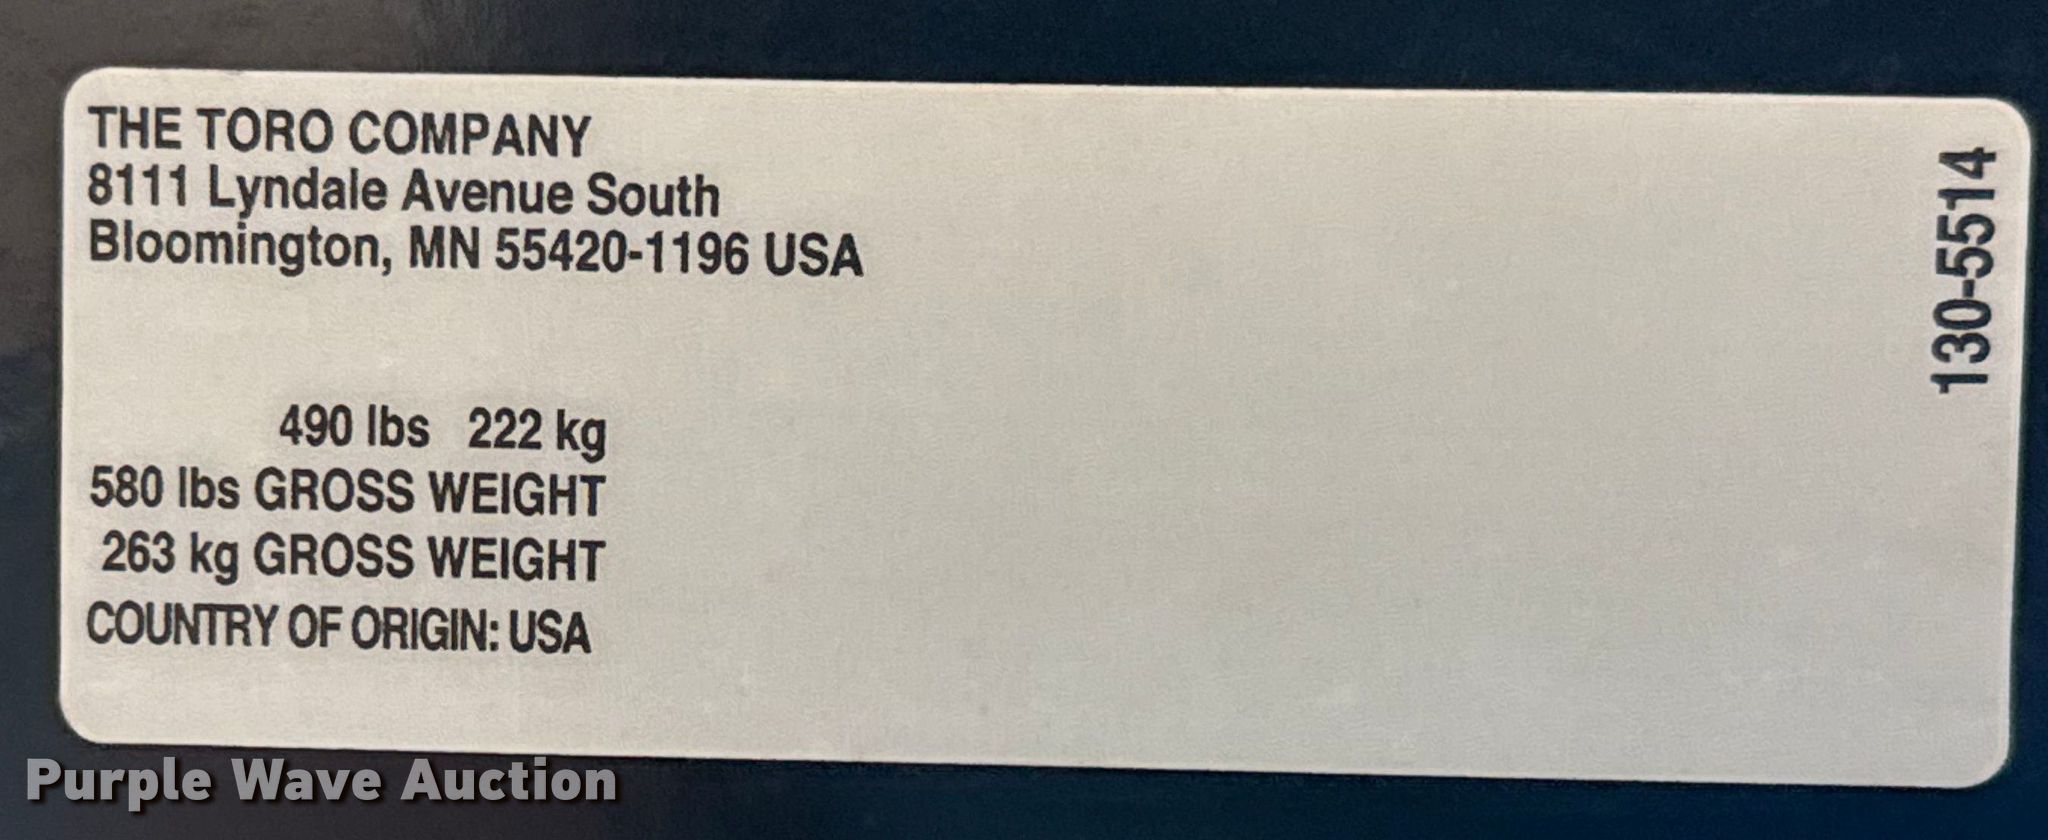 THE TORO COMPANY
8111 Lyndale Avenue South
Bloomington, MN 55420-1196 USA
130-5514
490 lbs 222 kg
580 lbs GROSS WEIGHT
263 kg GROSS WEIGHT
COUNTRY OF ORIGIN: USA
Purple Wave Auction